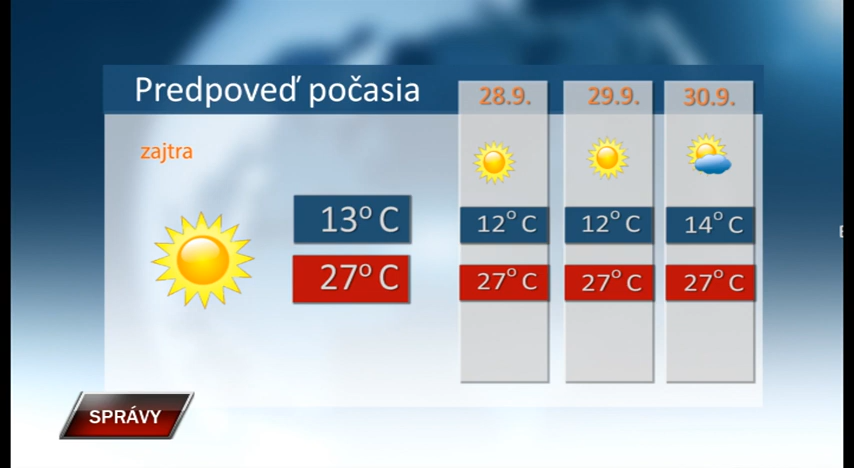 Predpoveď počasia
zajtra
13° C
27° C
28.9.
12° C
27° C
29.9.
12° C
27° C
30.9.
14° C
27° C
SPRÁVY